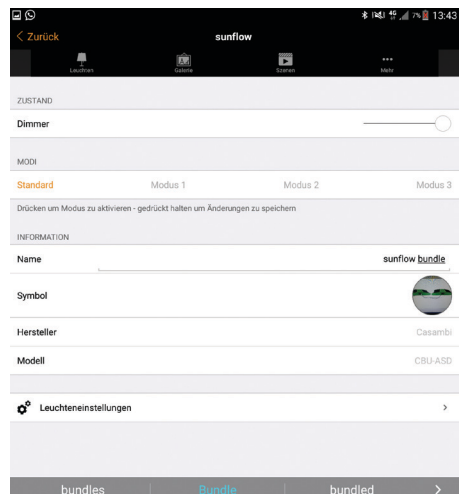 4G 7% 13:43
Zurück sunflow
Leuchten Galerie Szenen Mehr
ZUSTAND
Dimmer
MODI
Standard Modus 1 Modus 2 Modus 3
Drücken um Modus zu aktivieren - gedrückt halten um Änderungen zu speichern
INFORMATION
Name sunflow bundle
Symbol
Hersteller Casambi
Modell CBU-ASD
Leuchteneinstellungen
bundles Bundle bundled